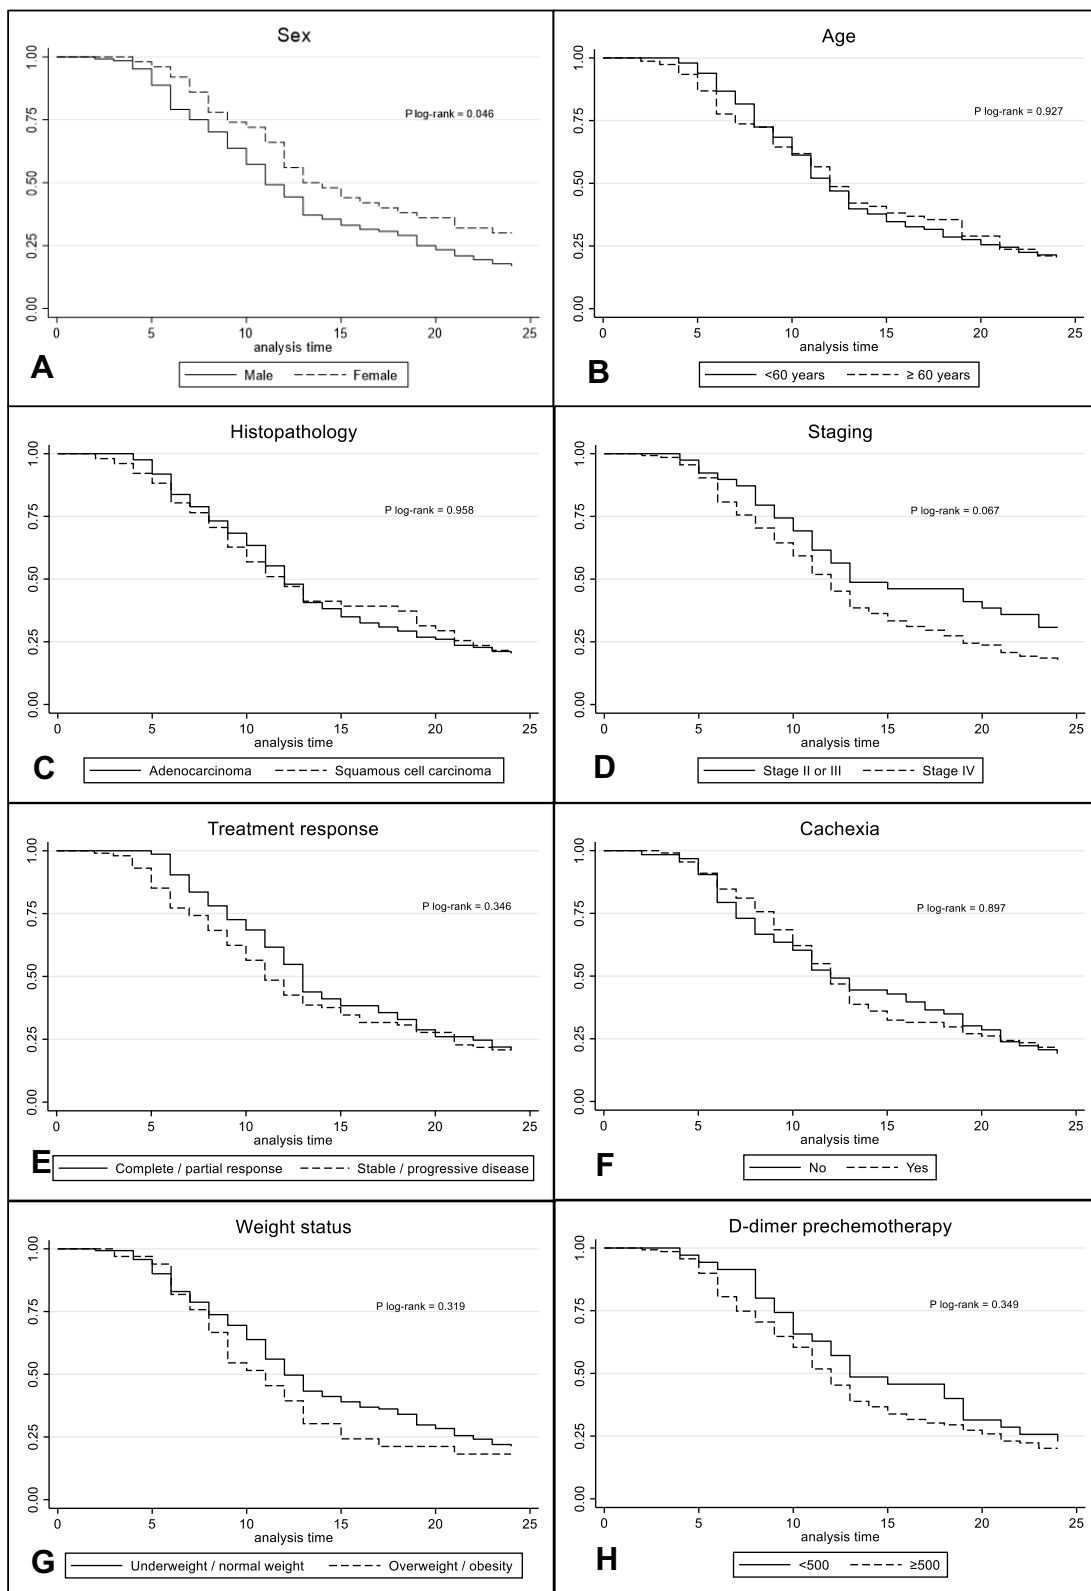 Sex
1.00
0.75
0.50
0.25
0.00
P log-rank = 0.046
0 5 10 15 20 25
analysis time
A
Male Female
Age
1.00
0.75
0.50
0.25
0.00
P log-rank = 0.927
0 5 10 15 20 25
analysis time
B
<60 years ≥ 60 years
Histopathology
1.00
0.75
0.50
0.25
0.00
P log-rank = 0.958
0 5 10 15 20 25
analysis time
C
Adenocarcinoma Squamous cell carcinoma
Staging
1.00
0.75
0.50
0.25
0.00
P log-rank = 0.067
0 5 10 15 20 25
analysis time
D
Stage II or III Stage IV
Treatment response
1.00
0.75
0.50
0.25
0.00
P log-rank = 0.346
0 5 10 15 20 25
analysis time
E
Complete / partial response Stable / progressive disease
Cachexia
1.00
0.75
0.50
0.25
0.00
P log-rank = 0.897
0 5 10 15 20 25
analysis time
F
No Yes
Weight status
1.00
0.75
0.50
0.25
0.00
P log-rank = 0.319
0 5 10 15 20 25
analysis time
G
Underweight / normal weight Overweight / obesity
D-dimer prechemotherapy
1.00
0.75
0.50
0.25
0.00
P log-rank = 0.349
0 5 10 15 20 25
analysis time
H
<500 ≥500